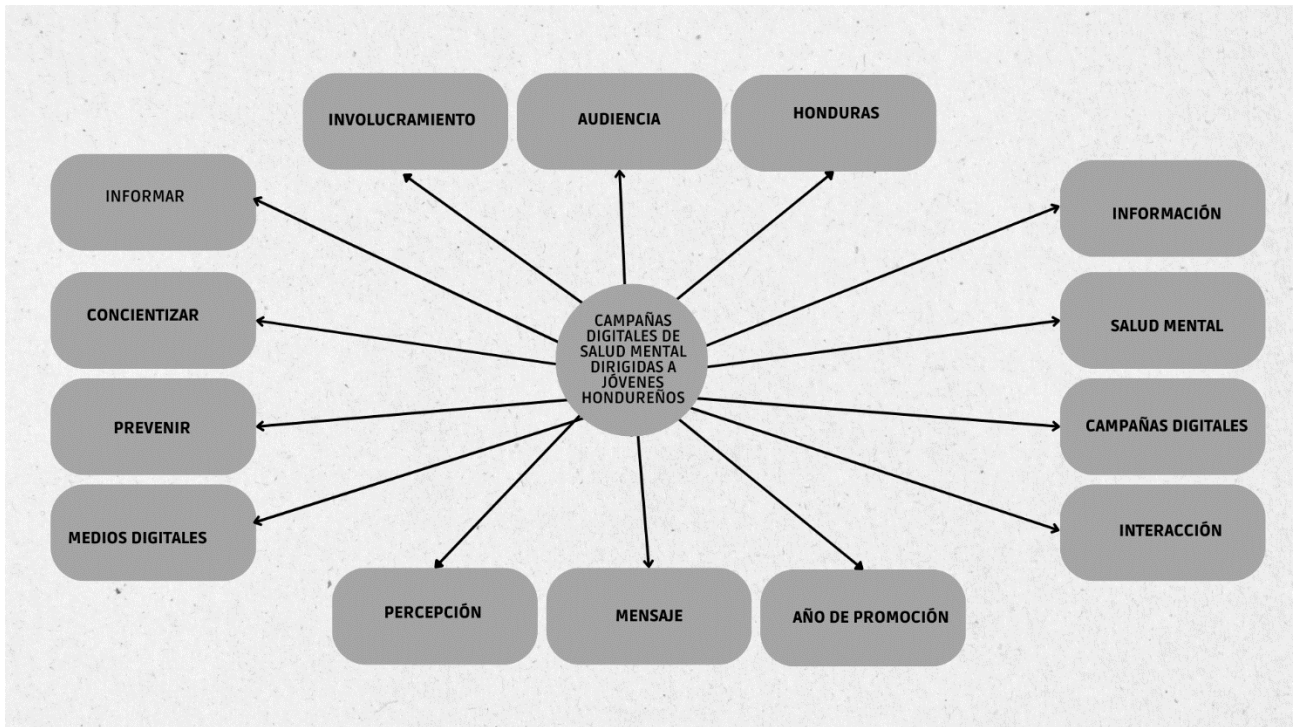 INVOLUCRAMIENTO
AUDIENCIA
HONDURAS
INFORMAR
CONCIENTIZAR
PREVENIR
MEDIOS DIGITALES
CAMPAÑAS
DIGITALES DE
SALUD MENTAL
DIRIGIDAS A
JÓVENES
HONDUREÑOS
INFORMACIÓN
SALUD MENTAL
CAMPAÑAS DIGITALES
INTERACCIÓN
PERCEPCIÓN
MENSAJE
AÑO DE PROMOCIÓN